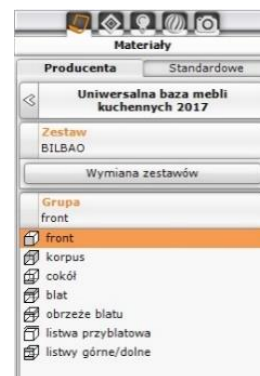 Materiały
Producenta
Standardowe
Uniwersalna baza mebli
kuchennych 2017
Zestaw
BILBAO
Wymiana zestawów
Grupa
front
front
korpus
cokół
blat
obrzeże blatu
listwa przyblatowa
listwy górne/dolne